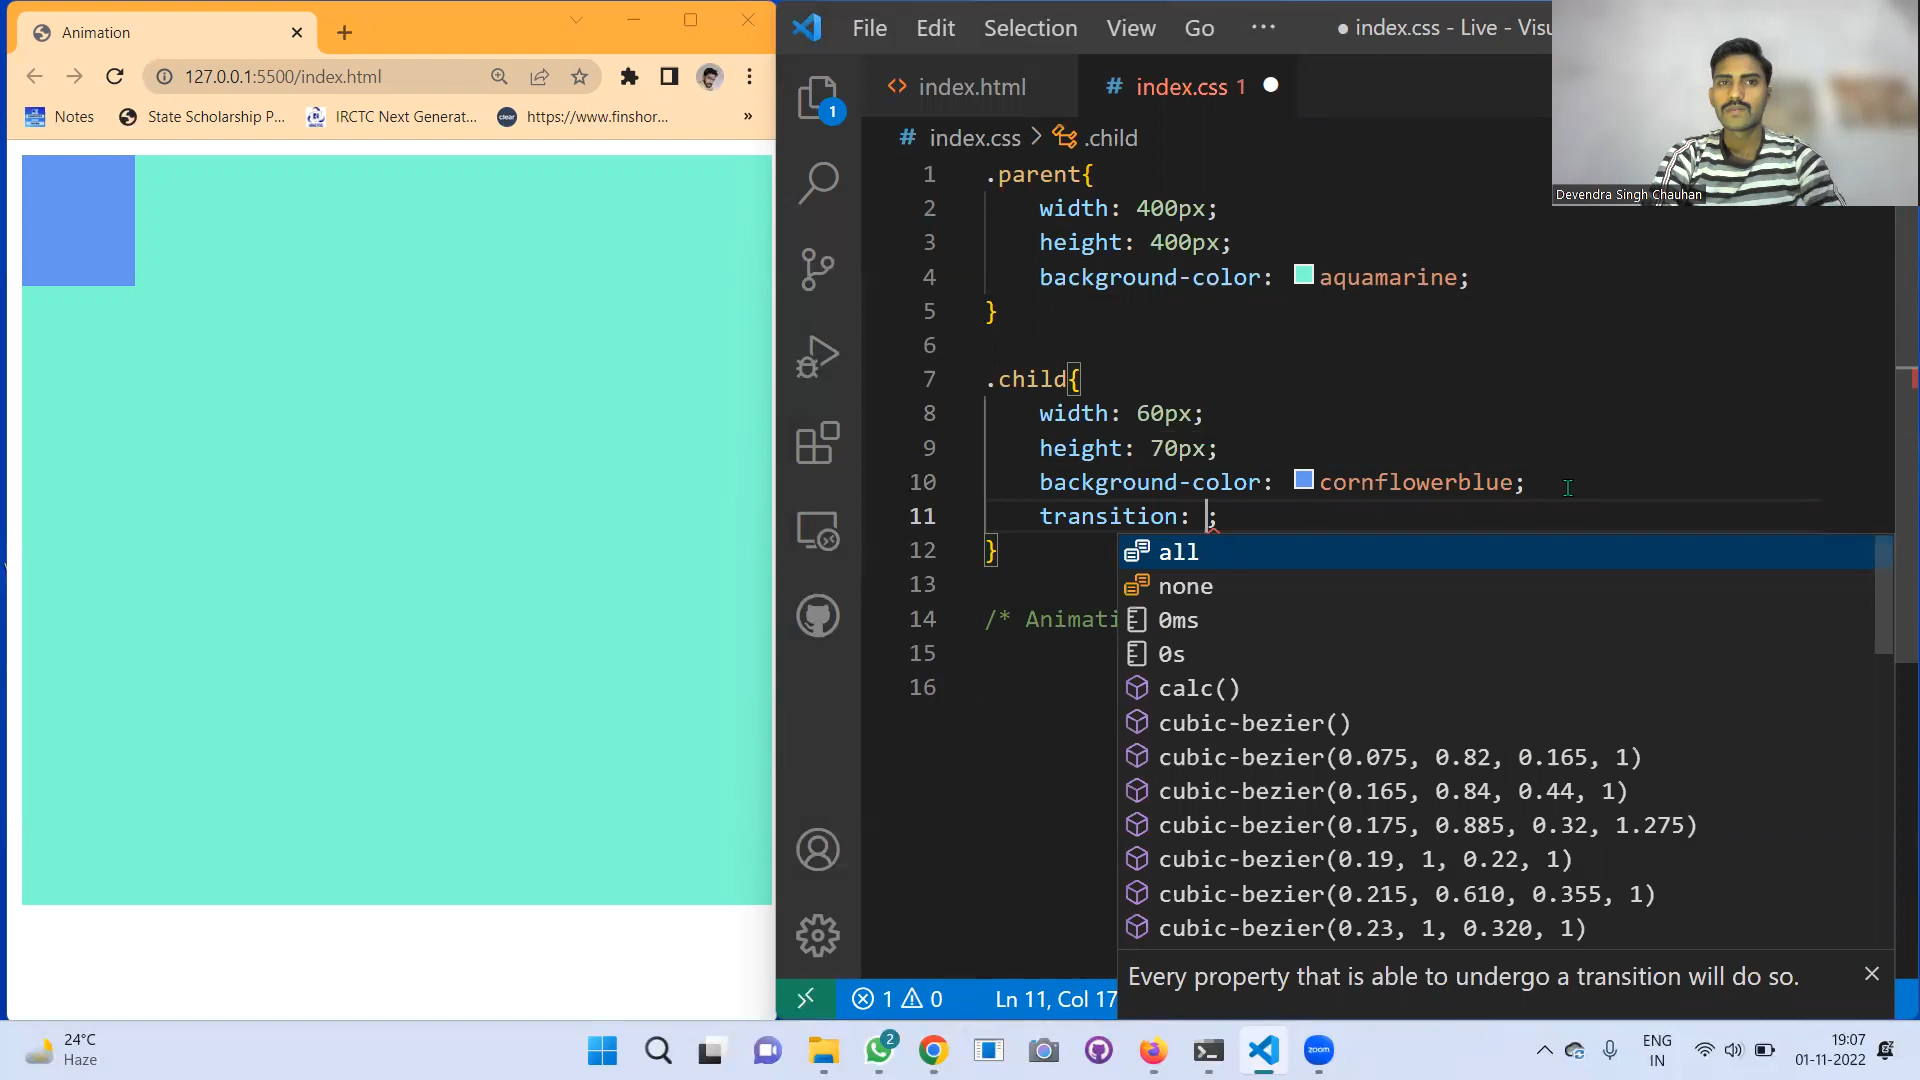 Animation
127.0.0.1:5500/index.html
Notes
State Scholarship P...
IRCTC Next Generat...
clear
https://www.finshor...
»
File Edit Selection View Go ···
● index.css - Live - Visu
Devendra Singh Chauhan
1
<> index.html
# index.css 1
# index.css > .child
1 .parent{
2 width: 400px;
3 height: 400px;
4 background-color: aquamarine;
5 }
6
7 .child{
8 width: 60px;
9 height: 70px;
10 background-color: cornflowerblue;
11 transition: ;
12 }
13
14 /* Animati
15
16
all
none
0ms
0s
calc()
cubic-bezier()
cubic-bezier(0.075, 0.82, 0.165, 1)
cubic-bezier(0.165, 0.84, 0.44, 1)
cubic-bezier(0.175, 0.885, 0.32, 1.275)
cubic-bezier(0.19, 1, 0.22, 1)
cubic-bezier(0.215, 0.610, 0.355, 1)
cubic-bezier(0.23, 1, 0.320, 1)
Every property that is able to undergo a transition will do so.
1 0
Ln 11, Col 17
24°C
Haze
2
zoom
ENG
IN
19:07
01-11-2022